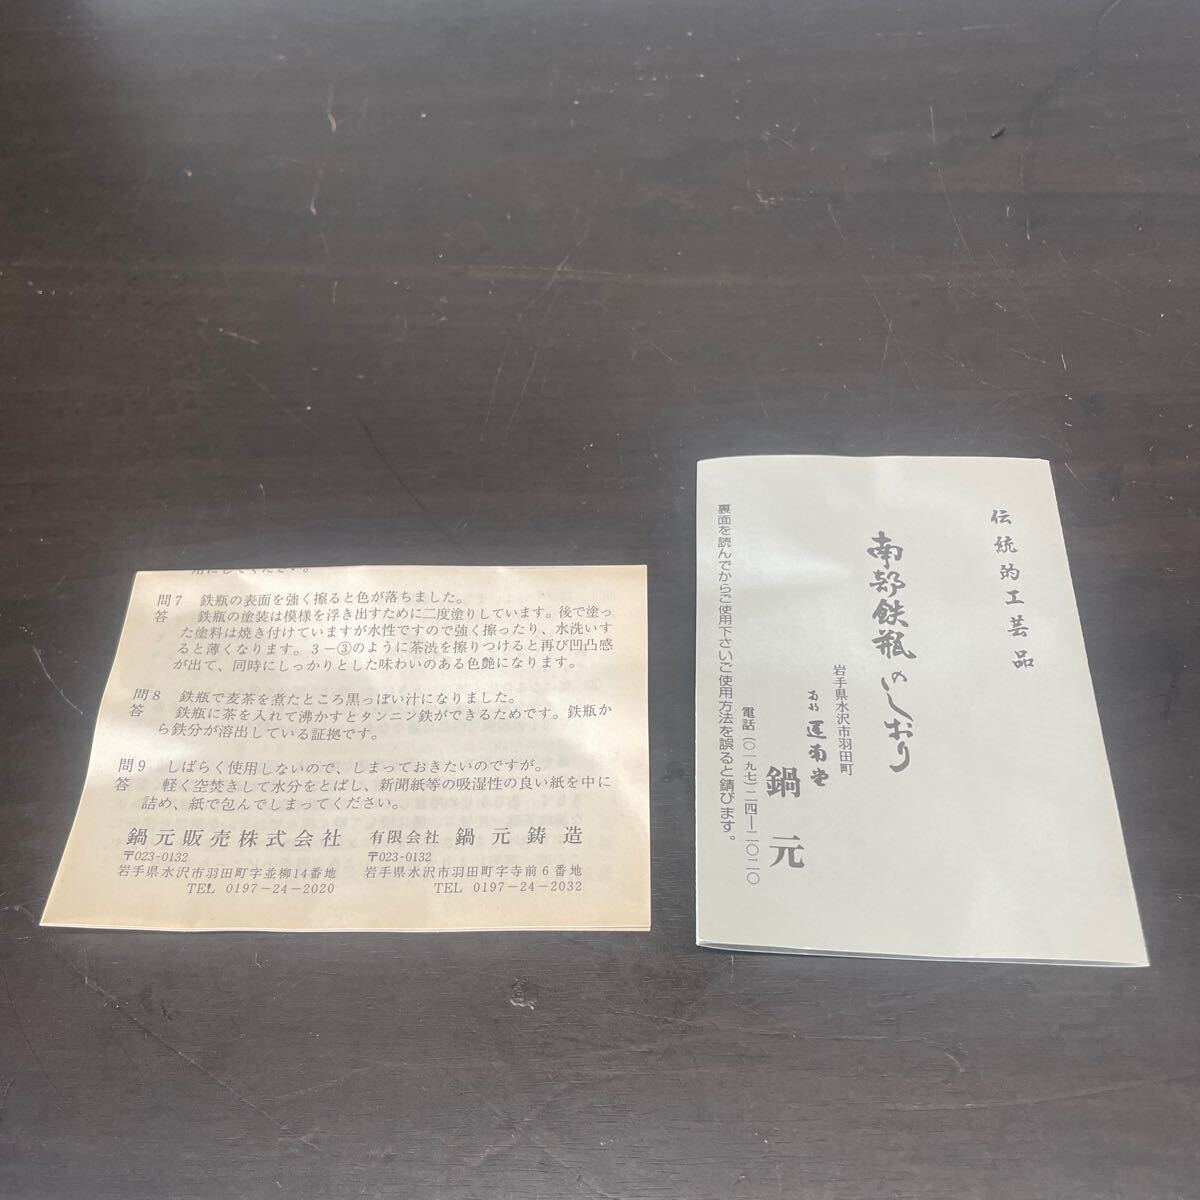 問7 鉄瓶の表面を強く擦ると色が落ちました。
答 鉄瓶の塗装は模様を浮き出すために二度塗りしています。後で塗っ
た塗料は焼き付けていますが水性ですので強く擦ったり、水洗いす
ると薄くなります。3－③のように茶渋を擦りつけると再び凹凸感
が出て、同時にしっかりとした味わいのある色艶になります。
問8 鉄瓶で麦茶を煮たところ黒っぽい汁になりました。
答 鉄瓶に茶を入れて沸かすとタンニン鉄ができるためです。鉄瓶か
ら鉄分が溶出している証拠です。
問9 しばらく使用しないので、しまっておきたいのですが。
答 軽く空焚きして水分をとばし、新聞紙等の吸湿性の良い紙を中に
詰め、紙で包んでしまってください。
鍋元販売株式会社
〒023-0132
岩手県水沢市羽田町字並柳14番地
TEL 0197-24-2020
有限会社 鍋元鋳造
〒023-0132
岩手県水沢市羽田町字寺前6番地
TEL 0197-24-2032
伝統的工芸品
南部鉄瓶のしおり
岩手県水沢市羽田町
運南堂
鍋元
電話(〇一九七)二四ー二〇二〇
裏面を読んでからご使用下さいご使用方法を誤ると錆びます。